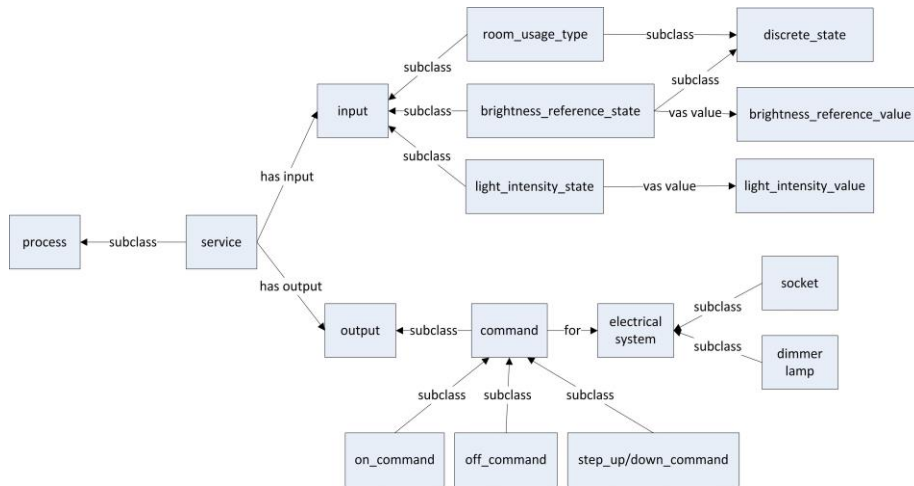 room_usage_type
subclass
discrete_state
subclass
subclass
input
subclass
brightness_reference_state
vas value
brightness_reference_value
subclass
has input
light_intensity_state
vas value
light_intensity_value
process
subclass
service
has output
socket
subclass
output
subclass
command
for
electrical
system
subclass
dimmer
lamp
subclass
subclass
subclass
on_command
off_command
step_up/down_command